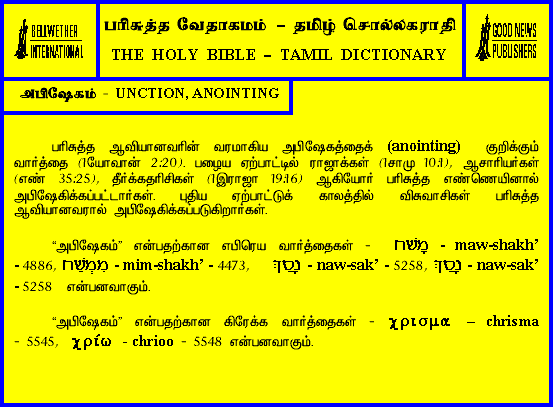 BELLWETHER
INTERNATIONAL
பரிசுத்த வேதாகமம் – தமிழ் சொல்லகராதி
THE HOLY BIBLE – TAMIL DICTIONARY
GOOD NEWS
PUBLISHERS
அபிஷேகம் - UNCTION, ANOINTING
பரிசுத்த ஆவியானவரின் வரமாகிய அபிஷேகத்தைக் (anointing) குறிக்கும்
வார்த்தை (1யோவான் 2:20). பழைய ஏற்பாட்டில் ராஜாக்கள் (1சாமு 10:1), ஆசாரியர்கள்
(எண் 35:25), தீர்க்கதரிசிகள் (1இராஜா 19:16) ஆகியோர் பரிசுத்த எண்ணெயினால்
அபிஷேகிக்கப்பட்டார்கள். புதிய ஏற்பாட்டுக் காலத்தில் விசுவாசிகள் பரிசுத்த
ஆவியானவரால் அபிஷேகிக்கப்படுகிறார்கள்.
“அபிஷேகம்” என்பதற்கான எபிரெய வார்த்தைகள் - מָשַׁח - maw-shakh’
- 4886, מִמְשַׁח - mim-shakh’ - 4473, נָסַךְ - naw-sak’ - 5258, נָסַךְ - naw-sak’
- 5258 என்பனவாகும்.
“அபிஷேகம்” என்பதற்கான கிரேக்க வார்த்தைகள் - χρισμα – chrisma
- 5545, χρίω - chrioo - 5548 என்பனவாகும்.